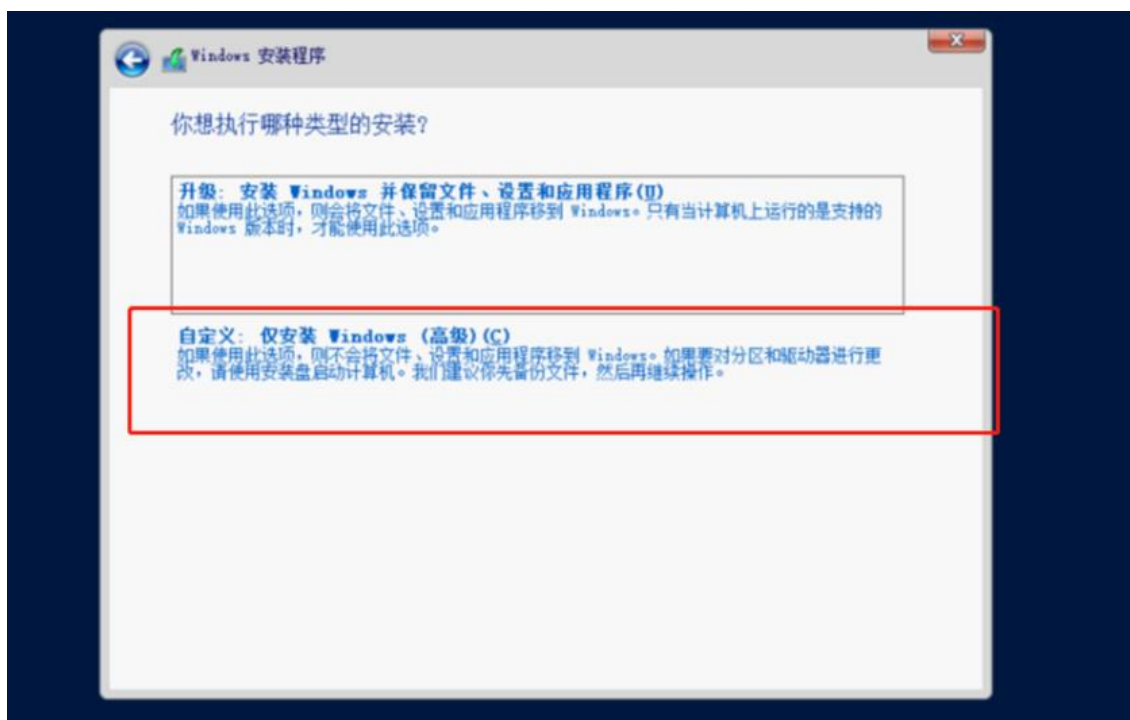 Windows 安装程序
你想执行哪种类型的安装?
升级: 安装 Windows 并保留文件、设置和应用程序(U)
如果使用此选项，则会将文件、设置和应用程序移到 Windows。只有当计算机上运行的是支持的
Windows 版本时，才能使用此选项。
自定义: 仅安装 Windows (高级)(C)
如果使用此选项，则不会将文件、设置和应用程序移到 Windows。如果要对分区和驱动器进行更
改，请使用安装盘启动计算机。我们建议你先备份文件，然后再继续操作。